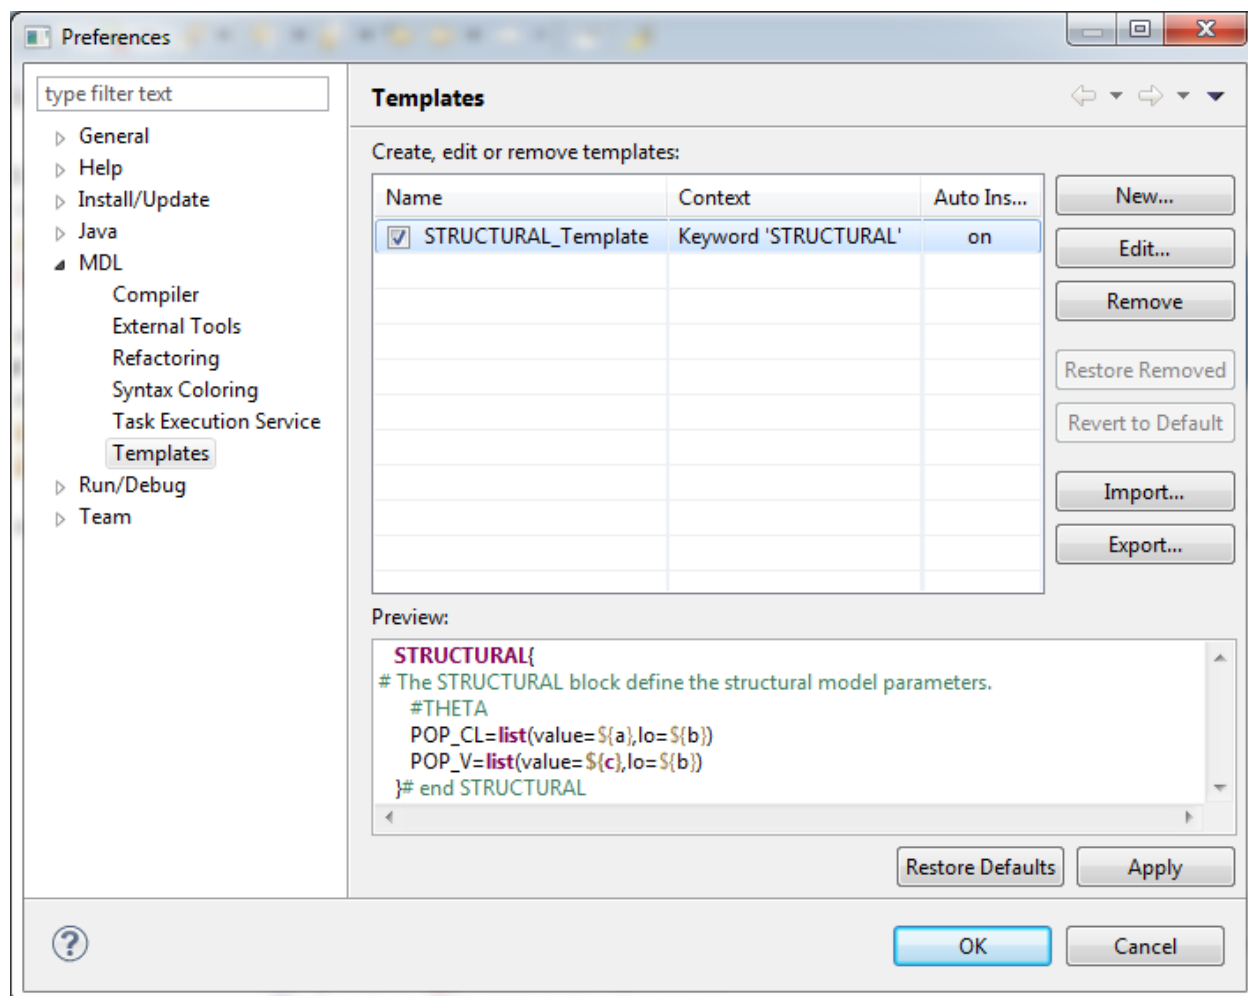 Preferences
type filter text
General
Help
Install/Update
Java
MDL
Compiler
External Tools
Refactoring
Syntax Coloring
Task Execution Service
Templates
Run/Debug
Team
Templates
Create, edit or remove templates:
Name Context Auto Ins...
STRUCTURAL_Template Keyword 'STRUCTURAL' on
New...
Edit...
Remove
Restore Removed
Revert to Default
Import...
Export...
Preview:
STRUCTURAL{
# The STRUCTURAL block define the structural model parameters.
#THETA
POP_CL=list(value=${a},lo=${b})
POP_V=list(value=${c},lo=${b})
}# end STRUCTURAL
Restore Defaults Apply
? OK Cancel